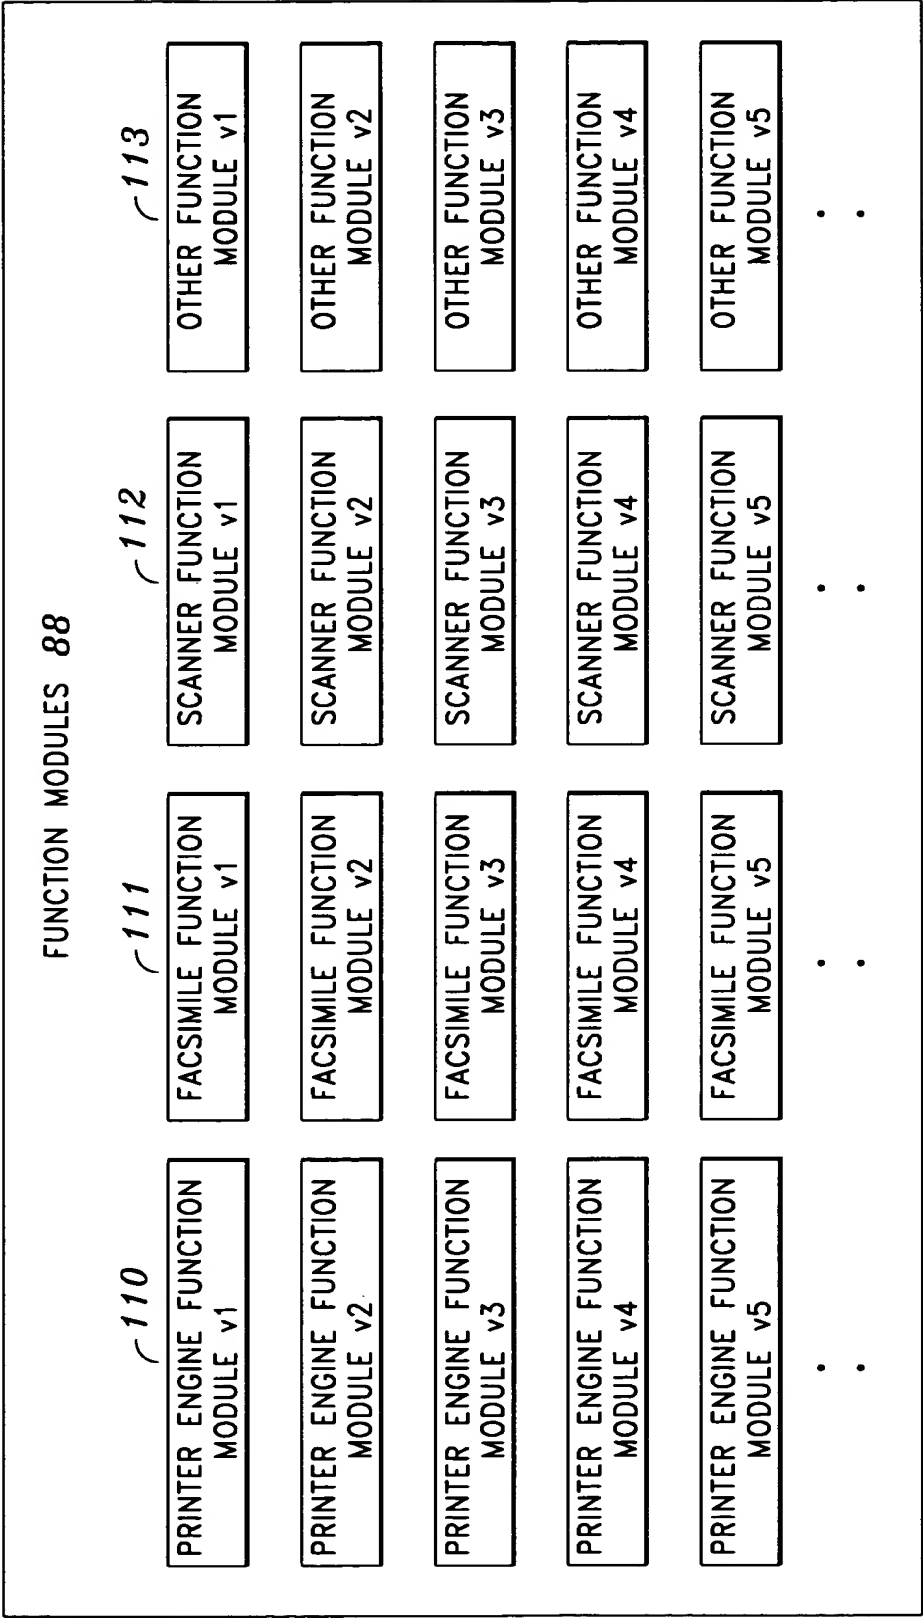 FUNCTION MODULES 88
110
PRINTER ENGINE FUNCTION
MODULE v1
PRINTER ENGINE FUNCTION
MODULE v2
PRINTER ENGINE FUNCTION
MODULE v3
PRINTER ENGINE FUNCTION
MODULE v4
PRINTER ENGINE FUNCTION
MODULE v5
111
FACSIMILE FUNCTION
MODULE v1
FACSIMILE FUNCTION
MODULE v2
FACSIMILE FUNCTION
MODULE v3
FACSIMILE FUNCTION
MODULE v4
FACSIMILE FUNCTION
MODULE v5
112
SCANNER FUNCTION
MODULE v1
SCANNER FUNCTION
MODULE v2
SCANNER FUNCTION
MODULE v3
SCANNER FUNCTION
MODULE v4
SCANNER FUNCTION
MODULE v5
113
OTHER FUNCTION
MODULE v1
OTHER FUNCTION
MODULE v2
OTHER FUNCTION
MODULE v3
OTHER FUNCTION
MODULE v4
OTHER FUNCTION
MODULE v5